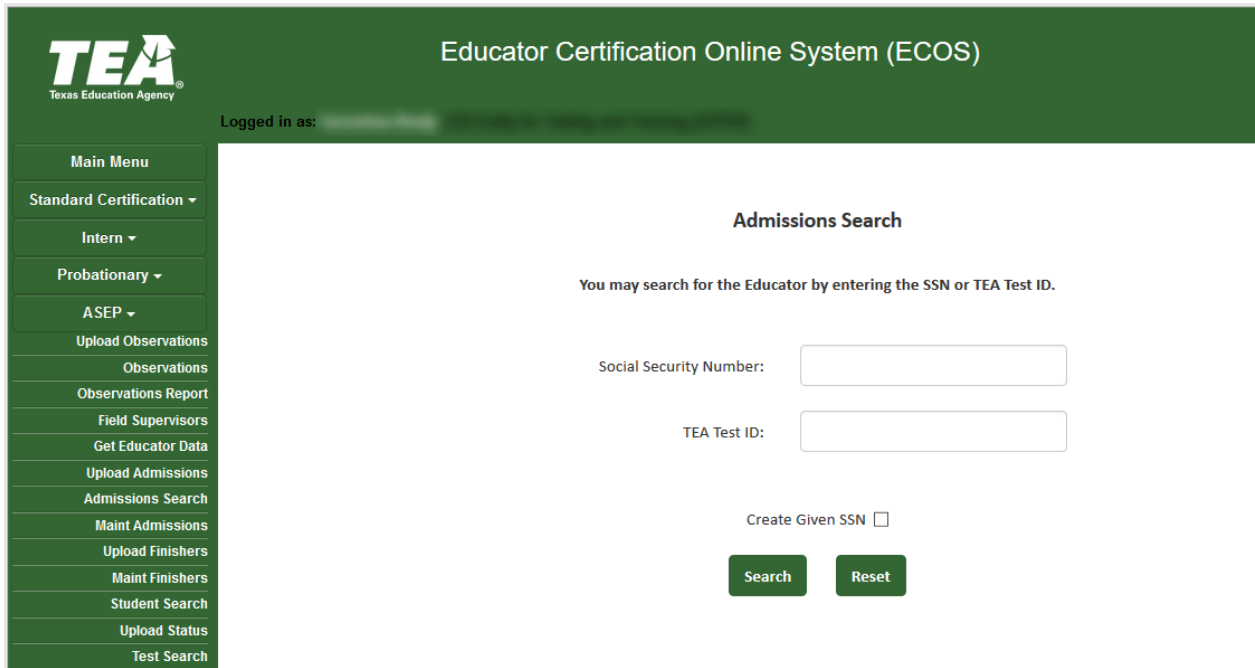 TEA®
Texas Education Agency
Educator Certification Online System (ECOS)
Logged in as:
Main Menu
Standard Certification
Intern
Probationary
ASEP
Upload Observations
Observations
Observations Report
Field Supervisors
Get Educator Data
Upload Admissions
Admissions Search
Maint Admissions
Upload Finishers
Maint Finishers
Student Search
Upload Status
Test Search
Admissions Search
You may search for the Educator by entering the SSN or TEA Test ID.
Social Security Number:
TEA Test ID:
Create Given SSN
Search Reset